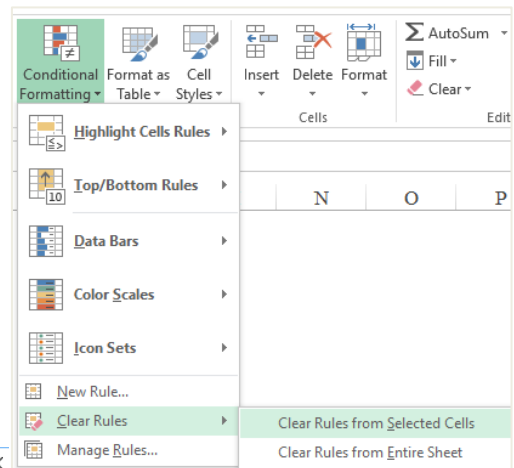 Conditional Format as Cell Insert Delete Format
Formatting Table Styles
AutoSum
Fill
Clear
Cells Edit
≤≥ Highlight Cells Rules
10 Top/Bottom Rules
N O P
Data Bars
Color Scales
Icon Sets
New Rule...
Clear Rules
Clear Rules from Selected Cells
Manage Rules...
Clear Rules from Entire Sheet